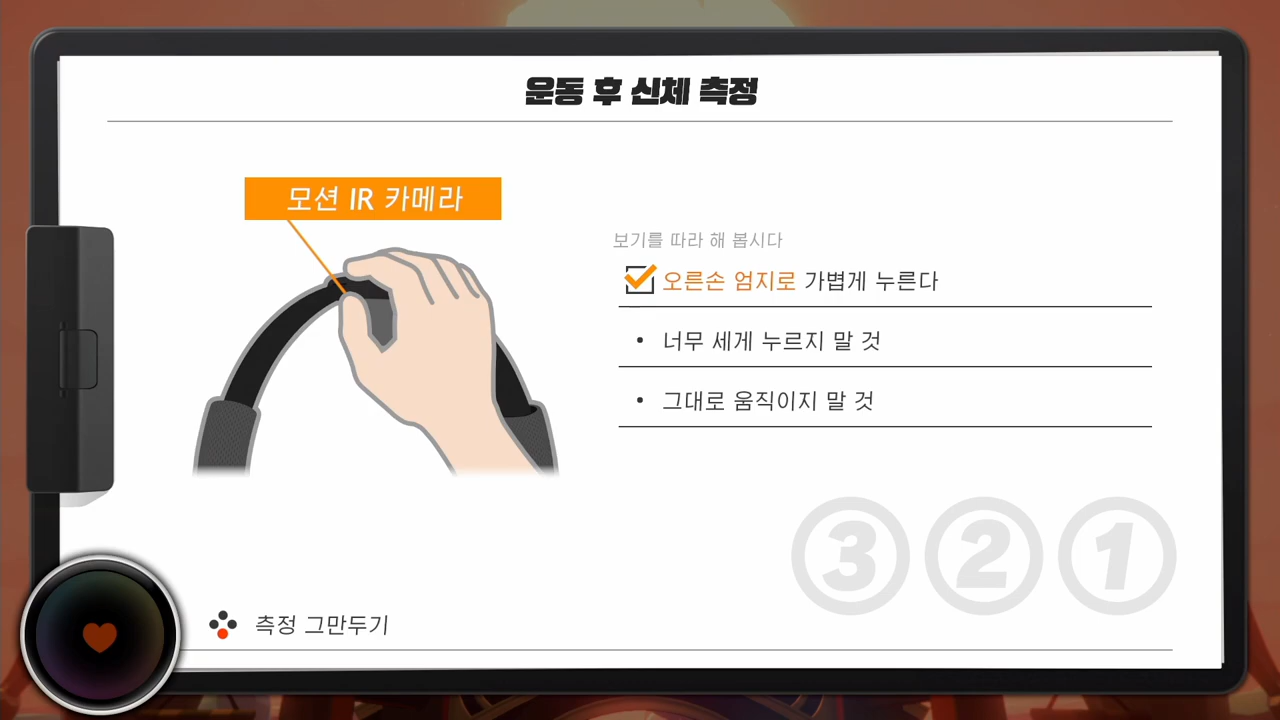 운동 후 신체 측정
모션 IR 카메라
보기를 따라 해 봅시다
오른손 엄지로 가볍게 누른다
• 너무 세게 누르지 말 것
• 그대로 움직이지 말 것
3 2 1
측정 그만두기